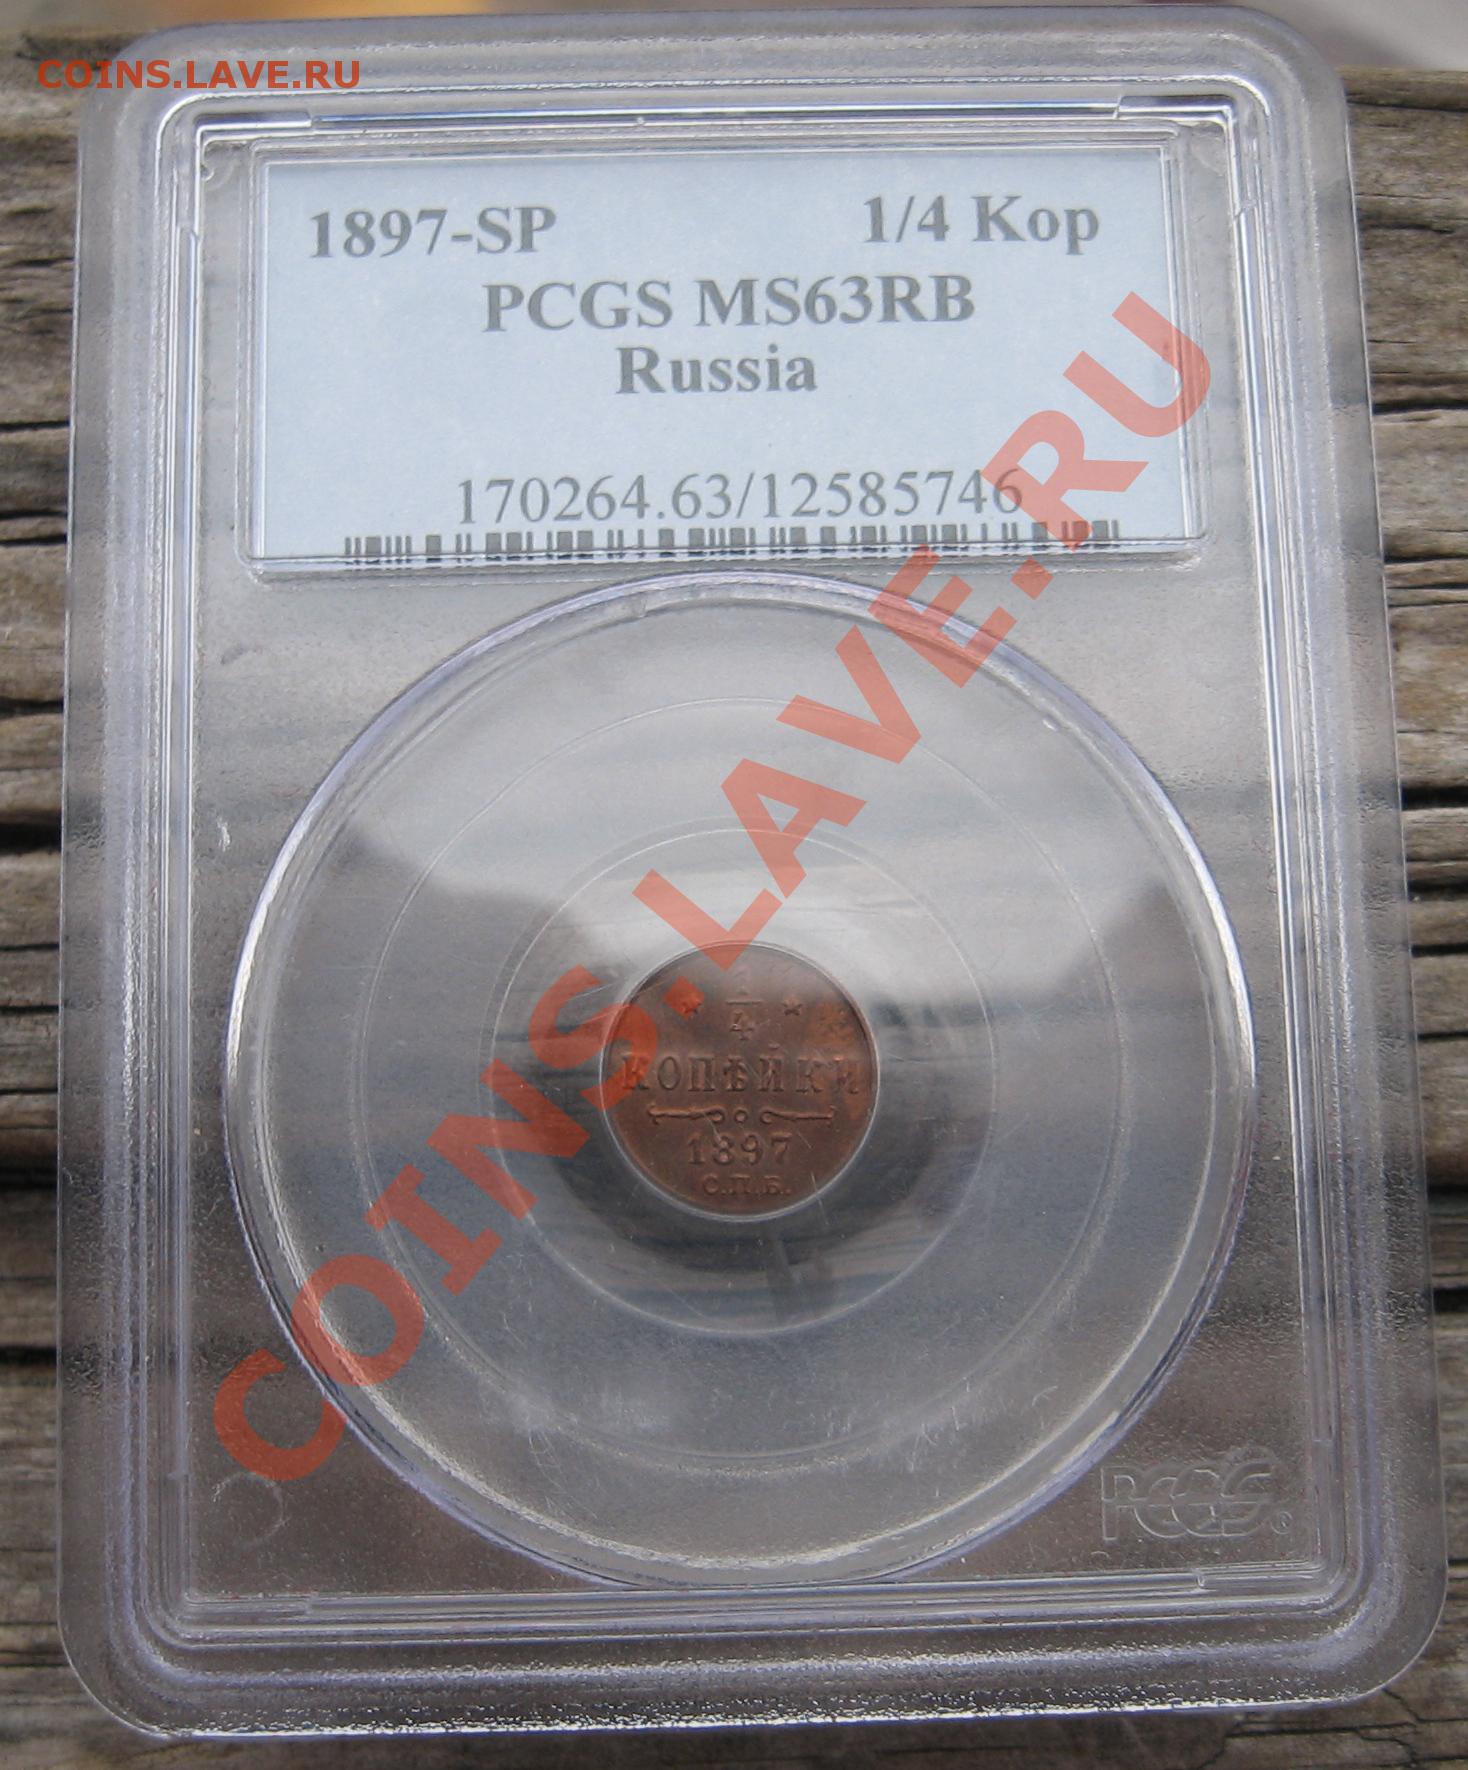 COINS.LAVE.RU
1897-SP 1/4 Kop
PCGS MS63RB
Russia
170264.63/12585746
COINS.LAVE.RU
1/4
КОПѢЙКИ
1897
С.П.Б.
PCGS